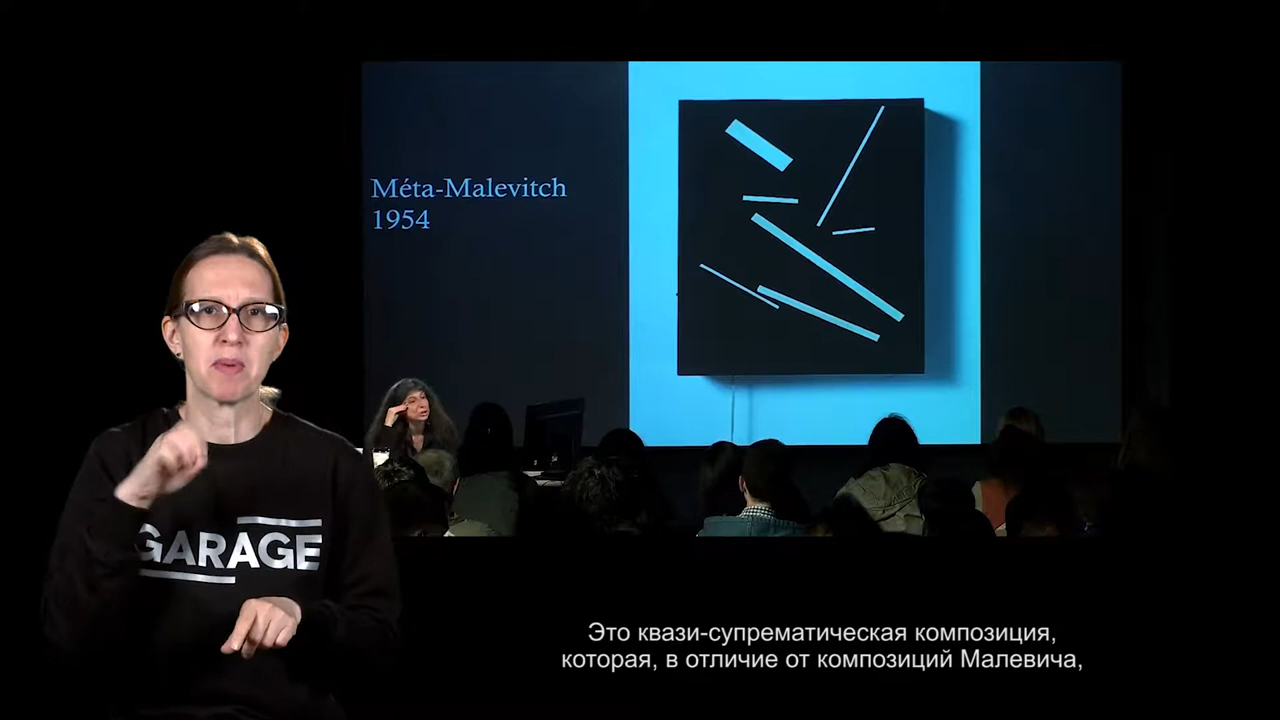 Méta-Malevitch
1954
GARAGE
Это квази-супрематическая композиция,
которая, в отличие от композиций Малевича,